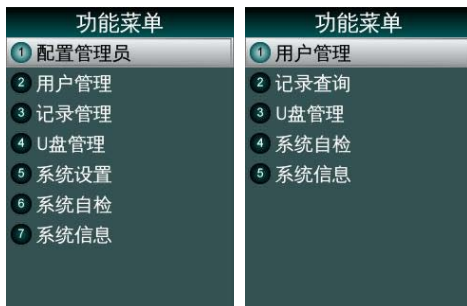 功能菜单
1 配置管理员
2 用户管理
3 记录管理
4 U盘管理
5 系统设置
6 系统自检
7 系统信息
功能菜单
1 用户管理
2 记录查询
3 U盘管理
4 系统自检
5 系统信息